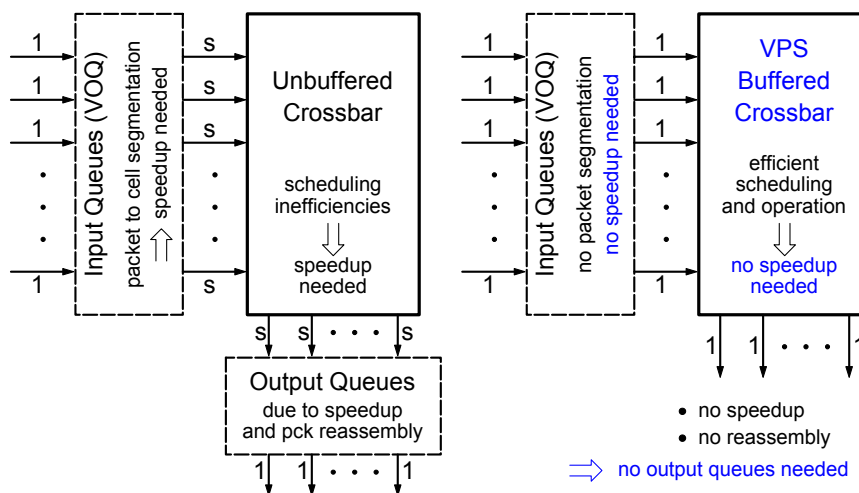 1
1
1
1
Input Queues (VOQ)
packet to cell segmentation
⇒ speedup needed
s
s
s
s
Unbuffered
Crossbar
scheduling
inefficiencies
⇓
speedup
needed
s s • • • s
Output Queues
due to speedup
and pck reassembly
1 1 • • • 1
1
1
1
1
Input Queues (VOQ)
no packet segmentation
no speedup needed
1
1
1
1
VPS
Buffered
Crossbar
efficient
scheduling
and operation
⇓
no speedup
needed
1 1 • • • 1
• no speedup
• no reassembly
⇒ no output queues needed